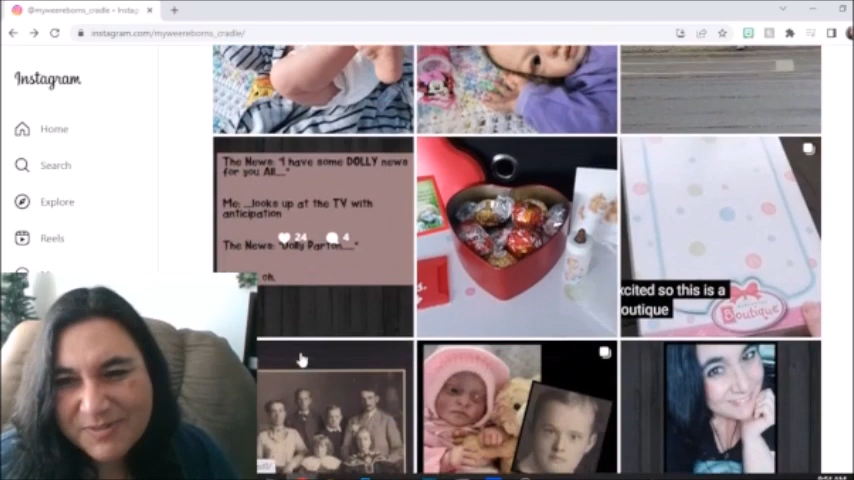 @myweereborns_cradle • Insta
instagram.com/myweereborns_cradle/
Instagram
Home
Search
Explore
Reels
The News: "I have some DOLLY news
for you All...."
Me: ...looks up at the TV with
anticipation
24 4
The News: "Dolly Parton....."
oh.
xcited so this is a
outique
Boutique